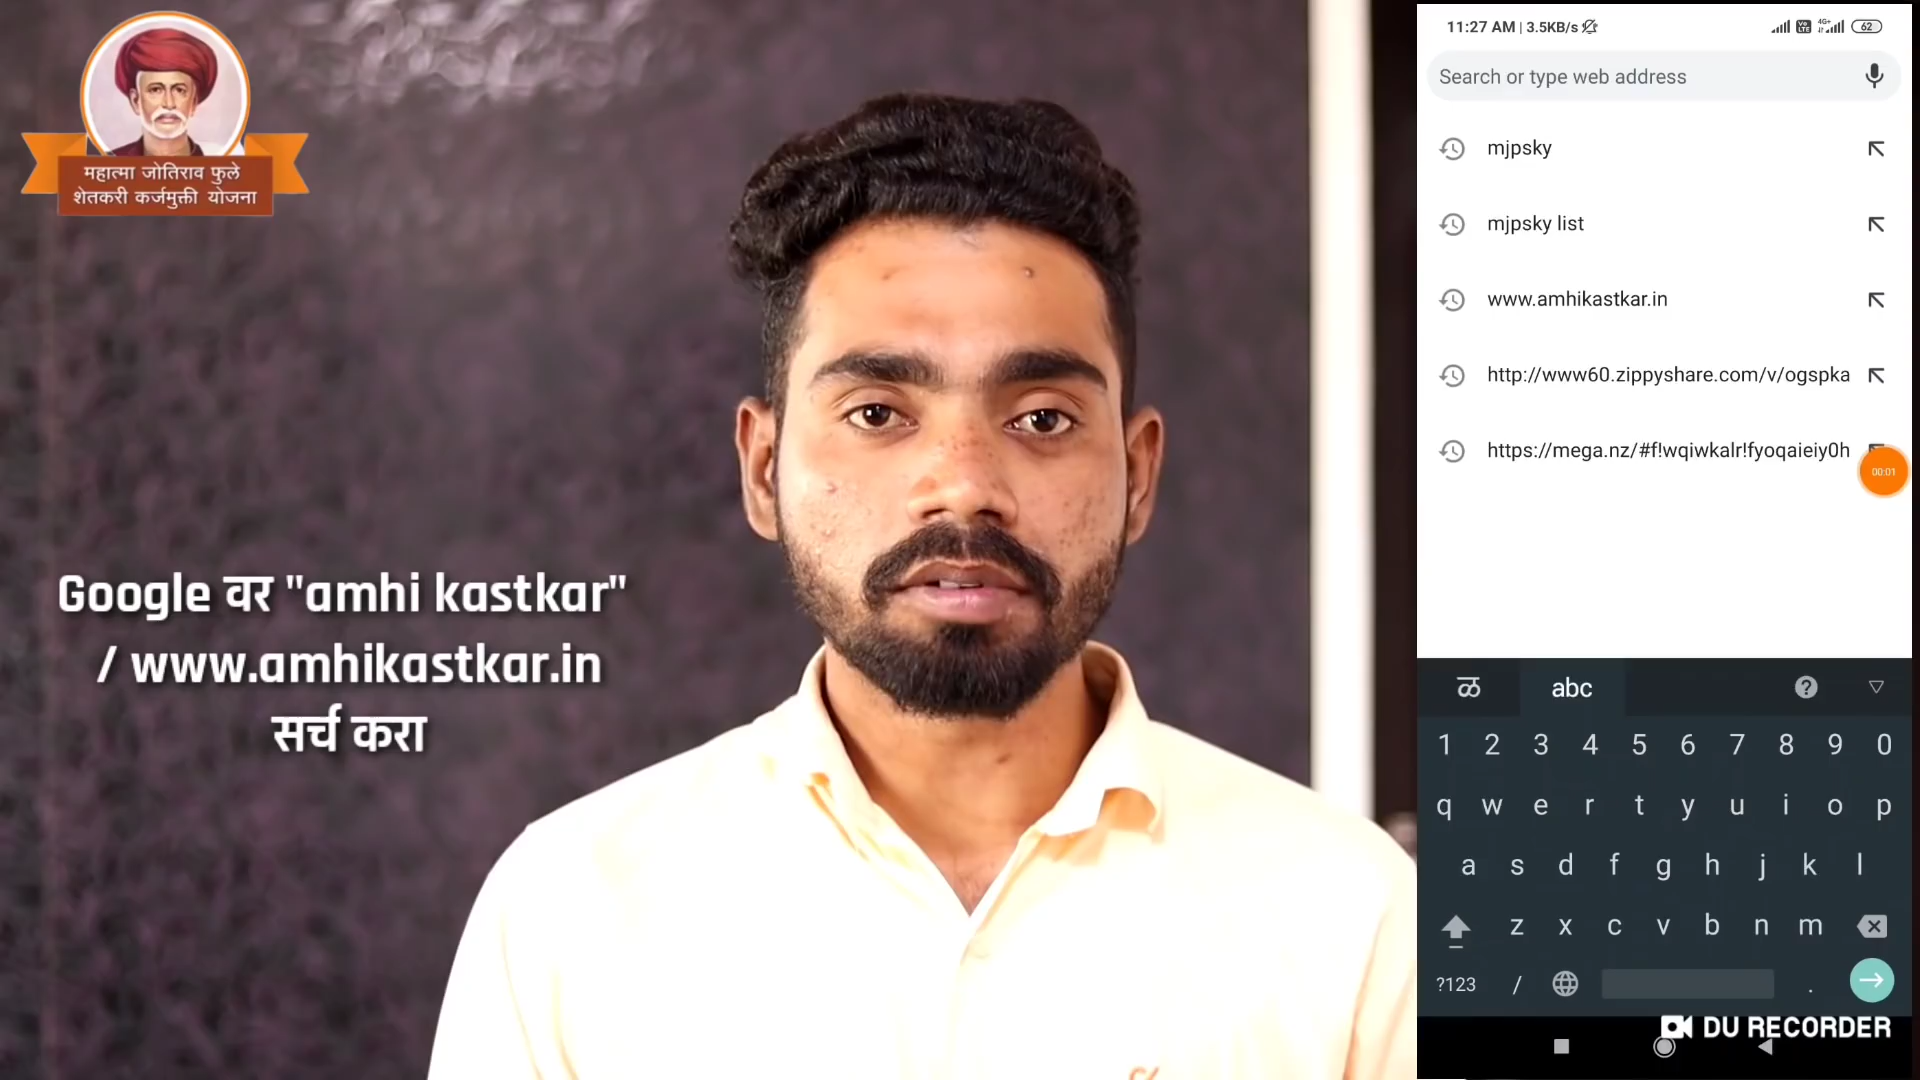 महात्मा जोतिराव फुले
शेतकरी कर्जमुक्ती योजना
Google वर "amhi kastkar"
/ www.amhikastkar.in
सर्च करा
11:27 AM | 3.5KB/s
4G+
62
Search or type web address
mjpsky
mjpsky list
www.amhikastkar.in
http://www60.zippyshare.com/v/ogspka
https://mega.nz/#f!wqiwkalr!fyoqaieiy0h
00:01
ळ abc ?
1 2 3 4 5 6 7 8 9 0
q w e r t y u i o p
a s d f g h j k l
z x c v b n m
?123 / .
DU RECORDER